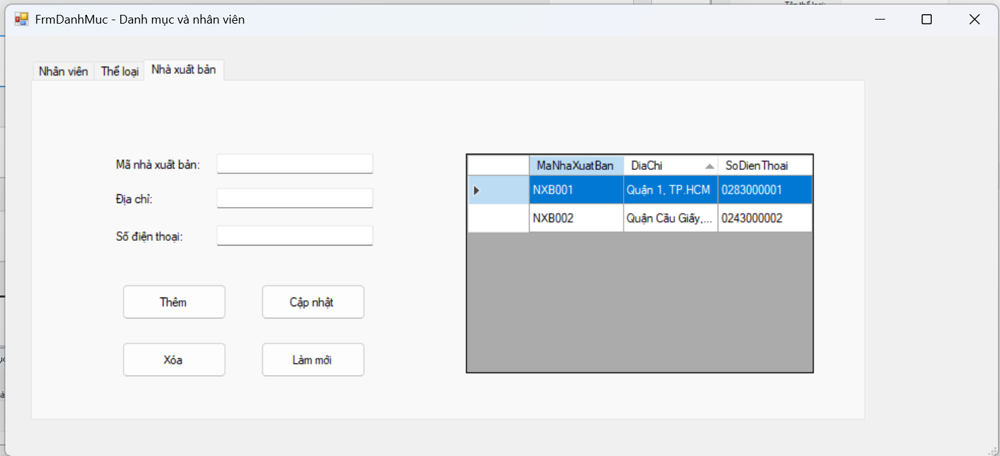 FrmDanhMuc - Danh mục và nhân viên
Nhân viên Thể loại Nhà xuất bản
Mã nhà xuất bản:
Địa chỉ:
Số điện thoại:
Thêm Cập nhật
Xóa Làm mới
MaNhaXuatBan DiaChi SoDienThoai
NXB001 Quận 1, TP.HCM 0283000001
NXB002 Quận Cầu Giấy,... 0243000002